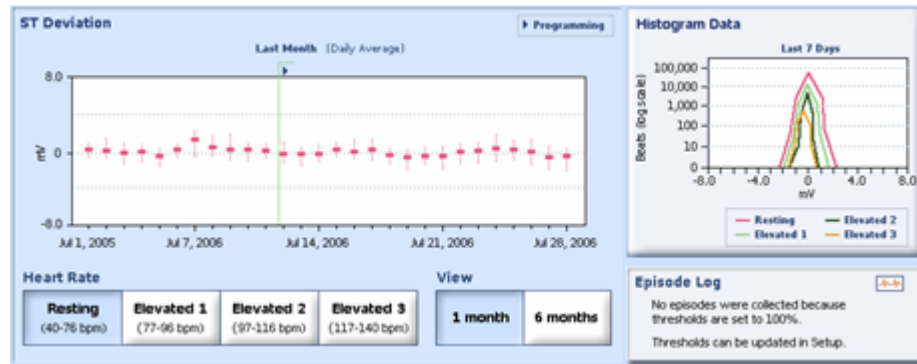 ST Deviation
Programming
Last Month (Daily Average)
8.0
mV
0
-8.0
Jul 1, 2005
Jul 7, 2006
Jul 14, 2006
Jul 21, 2006
Jul 28, 2006
Heart Rate
Resting
(40-76 bpm)
Elevated 1
(77-96 bpm)
Elevated 2
(97-116 bpm)
Elevated 3
(117-140 bpm)
View
1 month
6 months
Histogram Data
Last 7 Days
Beats (log scale)
100,000
10,000
1,000
100
10
0
-8.0 -4.0 0 4.0 8.0
mV
Resting Elevated 2
Elevated 1 Elevated 3
Episode Log
No episodes were collected because
thresholds are set to 100%.
Thresholds can be updated in Setup.